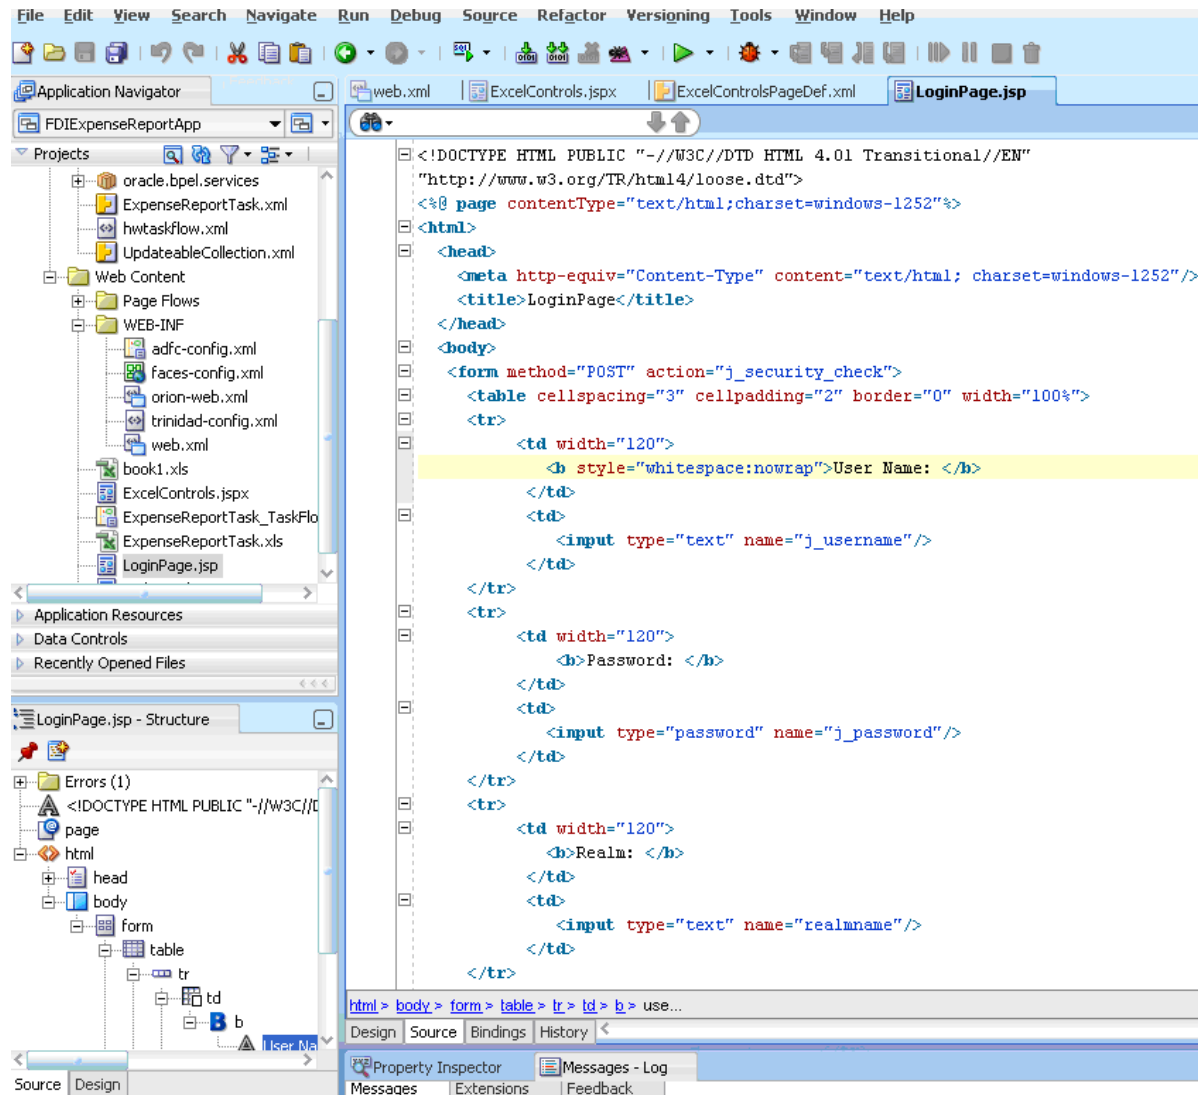 File Edit View Search Navigate Run Debug Source Refactor Versioning Tools Window Help
Application Navigator
FDIExpenseReportApp
Projects
oracle.bpel.services
ExpenseReportTask.xml
hwtaskflow.xml
UpdateableCollection.xml
Web Content
Page Flows
WEB-INF
adfc-config.xml
faces-config.xml
orion-web.xml
trinidad-config.xml
web.xml
book1.xls
ExcelControls.jspx
ExpenseReportTask_TaskFlo
ExpenseReportTask.xls
LoginPage.jsp
Application Resources
Data Controls
Recently Opened Files
LoginPage.jsp - Structure
Errors (1)
<!DOCTYPE HTML PUBLIC "-//W3C//D
page
html
head
body
form
table
tr
td
b
User Na
Source Design
web.xml ExcelControls.jspx ExcelControlsPageDef.xml LoginPage.jsp
<!DOCTYPE HTML PUBLIC "-//W3C//DTD HTML 4.01 Transitional//EN"
"http://www.w3.org/TR/html4/loose.dtd">
<%@ page contentType="text/html;charset=windows-1252"%>
<html>
<head>
<meta http-equiv="Content-Type" content="text/html; charset=windows-1252"/>
<title>LoginPage</title>
</head>
<body>
<form method="POST" action="j_security_check">
<table cellspacing="3" cellpadding="2" border="0" width="100%">
<tr>
<td width="120">
<b style="whitespace:nowrap">User Name: </b>
</td>
<td>
<input type="text" name="j_username"/>
</td>
</tr>
<tr>
<td width="120">
<b>Password: </b>
</td>
<td>
<input type="password" name="j_password"/>
</td>
</tr>
<tr>
<td width="120">
<b>Realm: </b>
</td>
<td>
<input type="text" name="realmname"/>
</td>
</tr>
html > body > form > table > tr > td > b > use...
Design Source Bindings History
Property Inspector Messages - Log
Messages Extensions Feedback